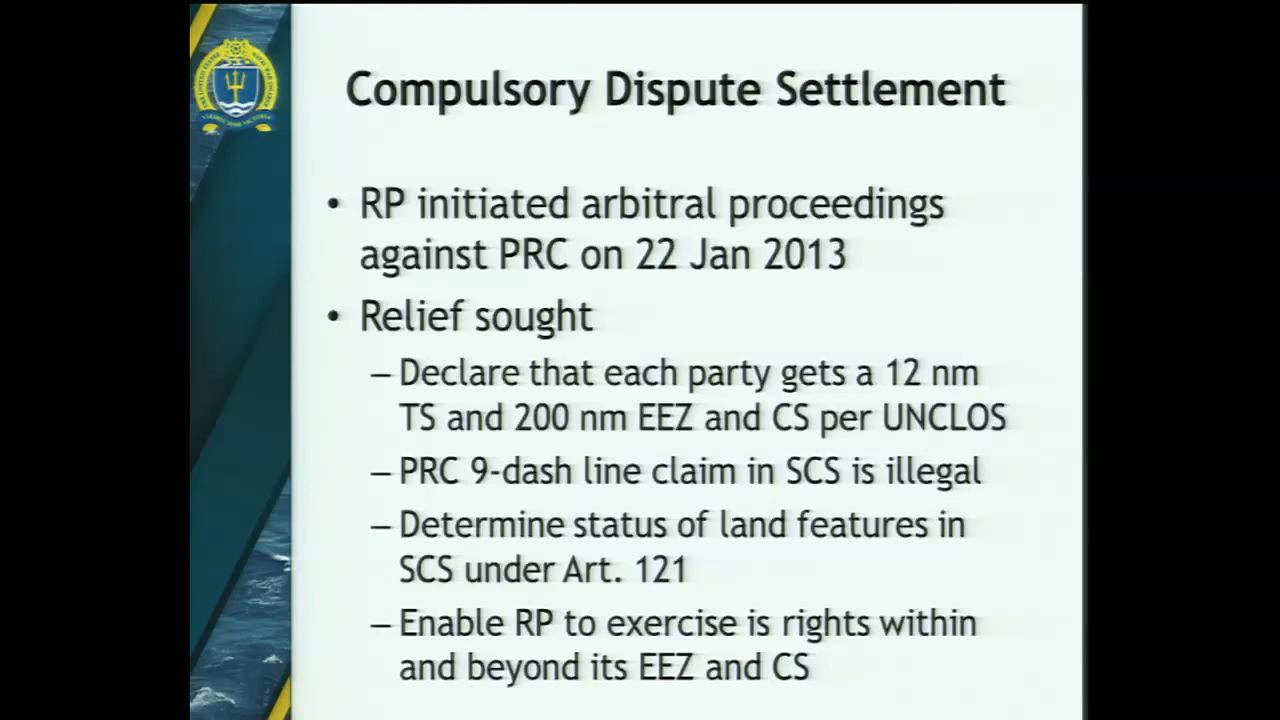 Compulsory Dispute Settlement
• RP initiated arbitral proceedings
against PRC on 22 Jan 2013
• Relief sought
– Declare that each party gets a 12 nm
TS and 200 nm EEZ and CS per UNCLOS
– PRC 9-dash line claim in SCS is illegal
– Determine status of land features in
SCS under Art. 121
– Enable RP to exercise is rights within
and beyond its EEZ and CS